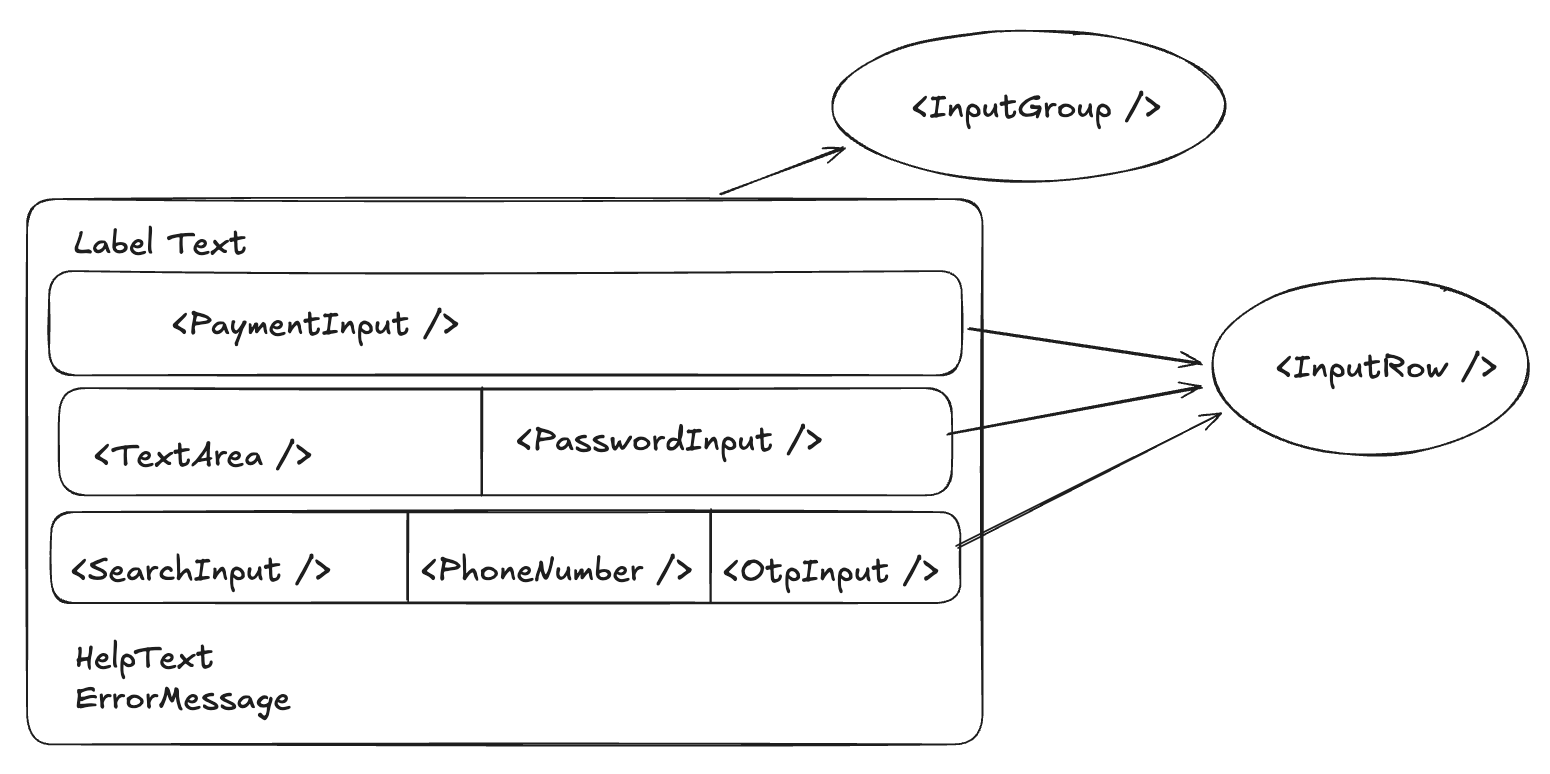 <InputGroup />
Label Text
<PaymentInput />
<InputRow />
<TextArea />
<PasswordInput />
<SearchInput />
<PhoneNumber />
<OtpInput />
HelpText
ErrorMessage